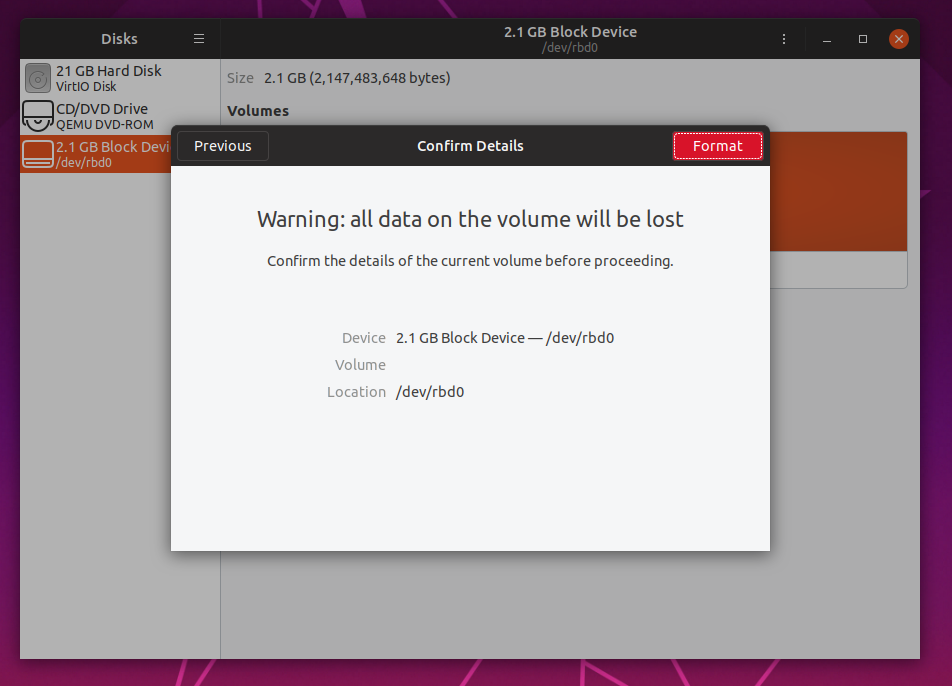 Disks
2.1 GB Block Device
/dev/rbd0
21 GB Hard Disk
VirtIO Disk
CD/DVD Drive
QEMU DVD-ROM
2.1 GB Block Devi
/dev/rbd0
Size 2.1 GB (2,147,483,648 bytes)
Volumes
Previous
Confirm Details
Format
Warning: all data on the volume will be lost
Confirm the details of the current volume before proceeding.
Device 2.1 GB Block Device — /dev/rbd0
Volume
Location /dev/rbd0